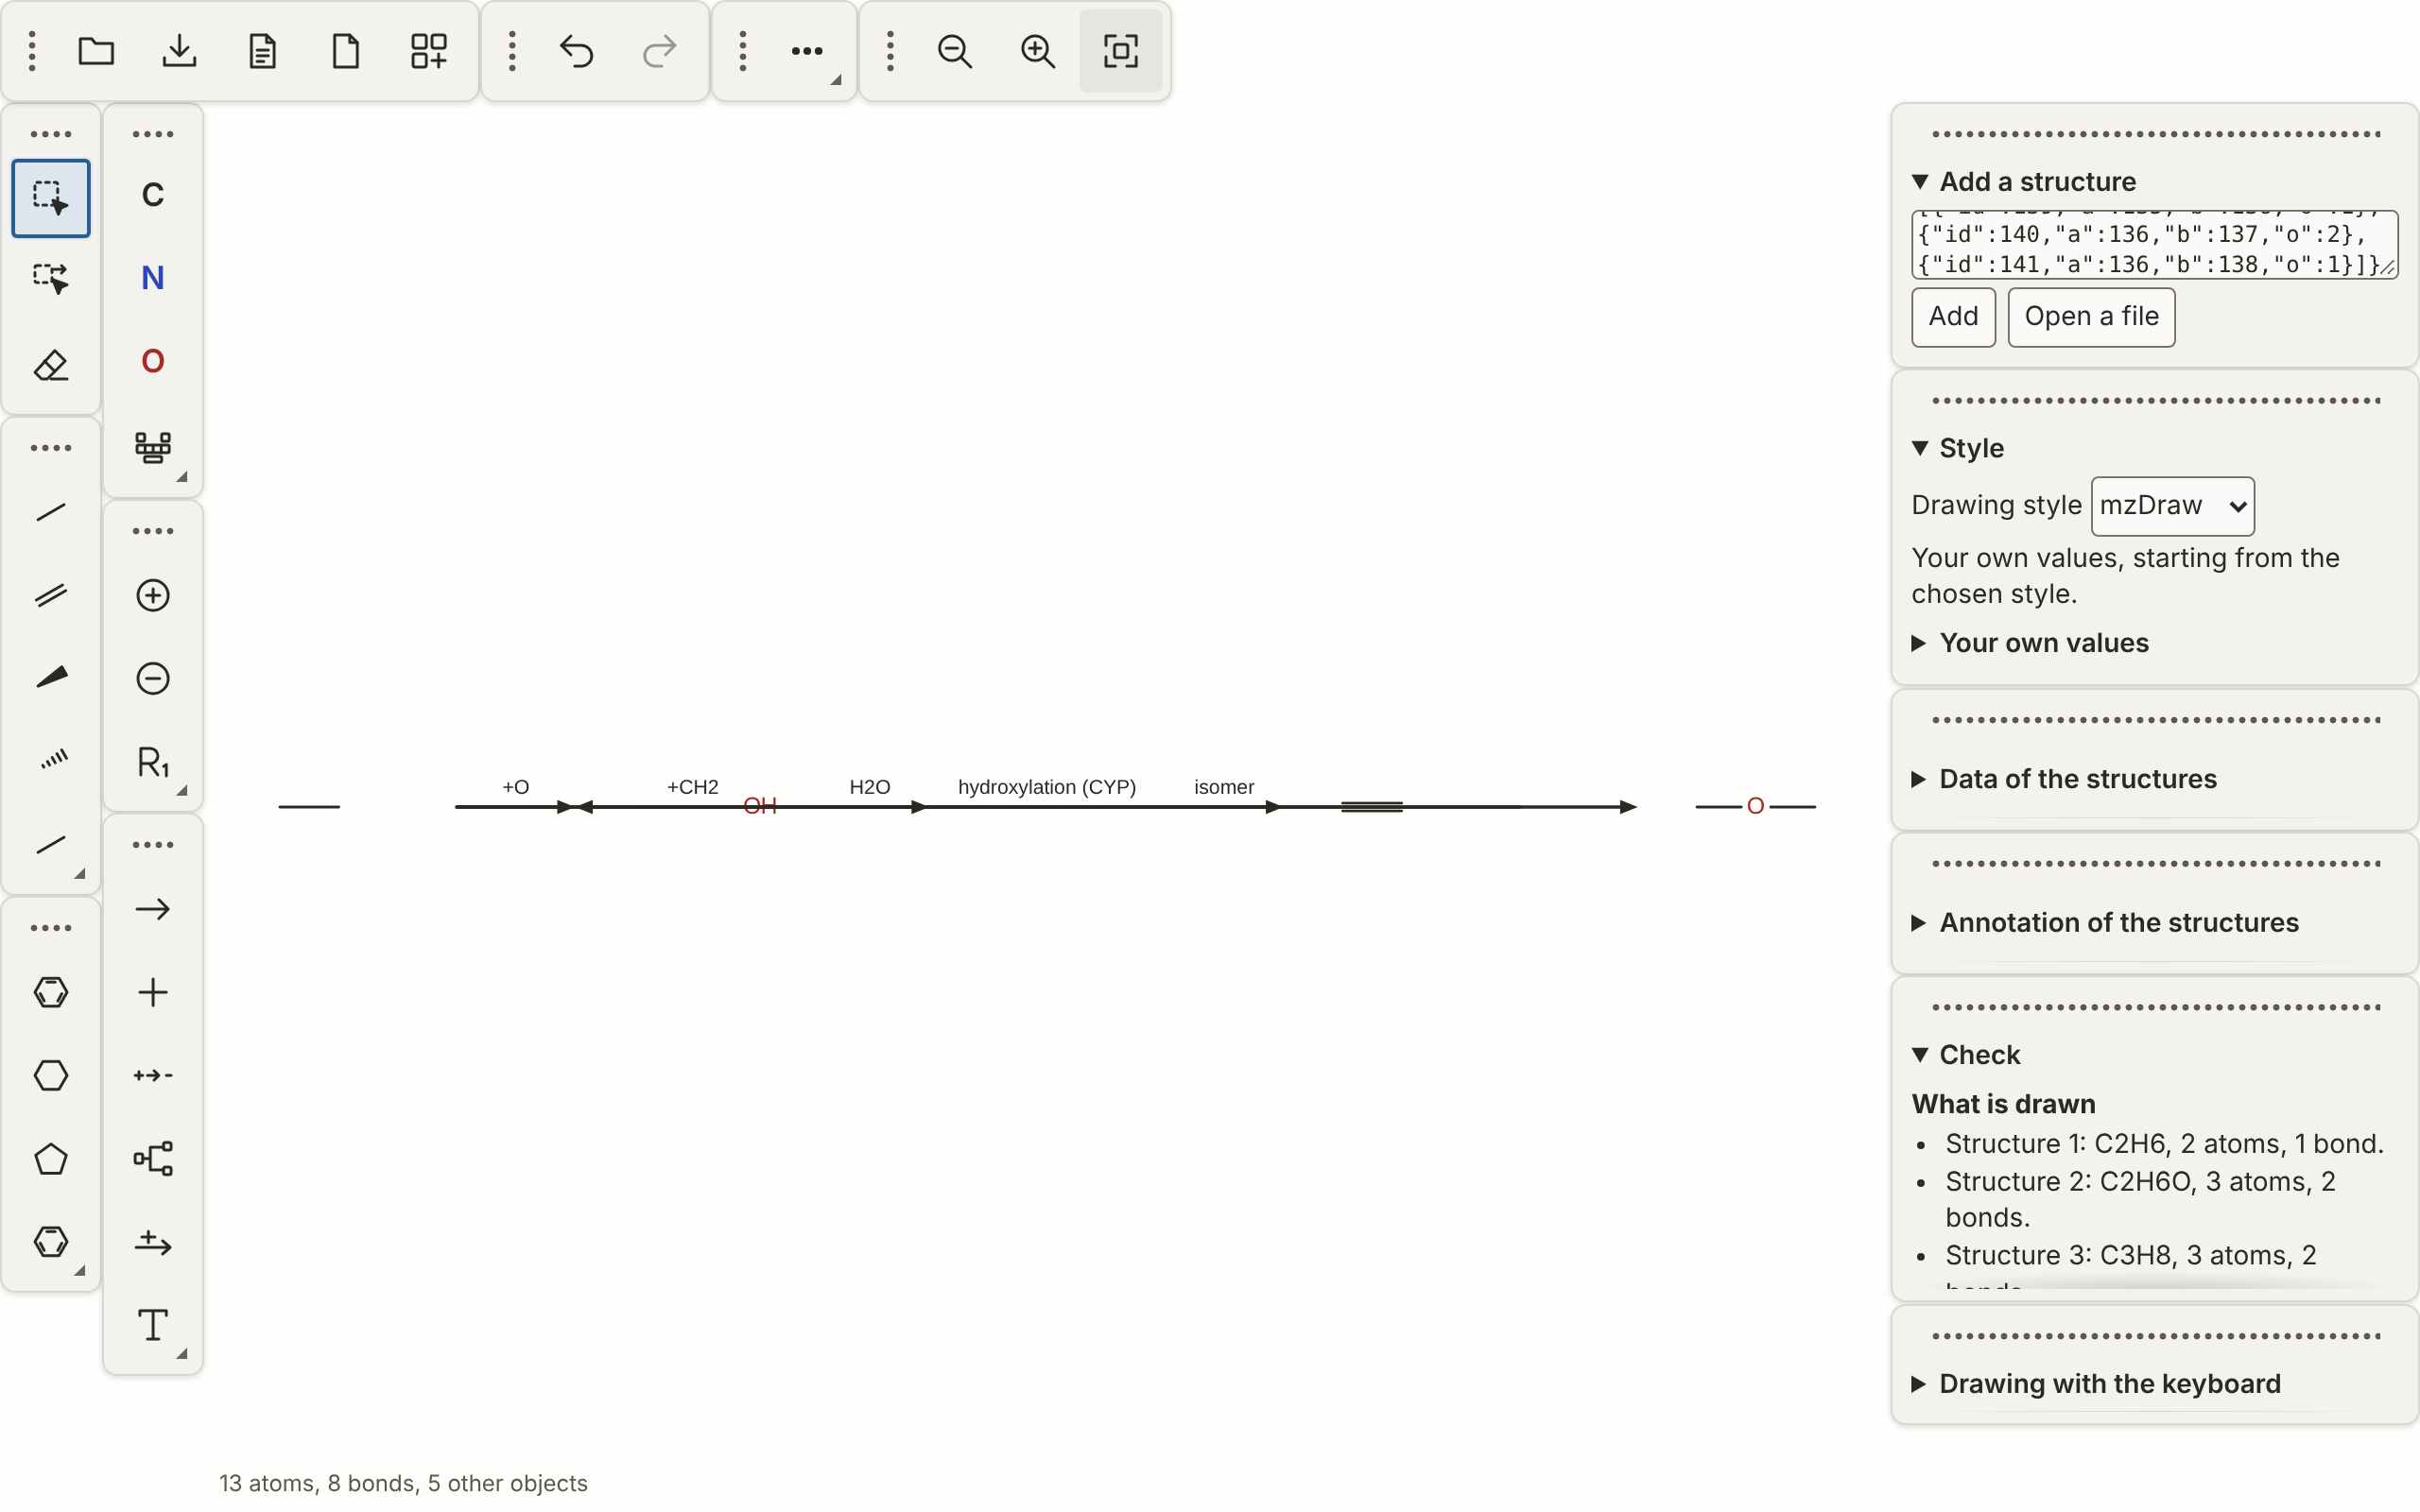 C
N
O
R1
T
+O
+CH2
OH
H2O
hydroxylation (CYP)
isomer
O
13 atoms, 8 bonds, 5 other objects
Add a structure
{"id":140,"a":136,"b":137,"o":2},
{"id":141,"a":136,"b":138,"o":1}]}
Add
Open a file
Style
Drawing style mzDraw
Your own values, starting from the
chosen style.
Your own values
Data of the structures
Annotation of the structures
Check
What is drawn
• Structure 1: C2H6, 2 atoms, 1 bond.
• Structure 2: C2H6O, 3 atoms, 2
bonds.
• Structure 3: C3H8, 3 atoms, 2
Drawing with the keyboard